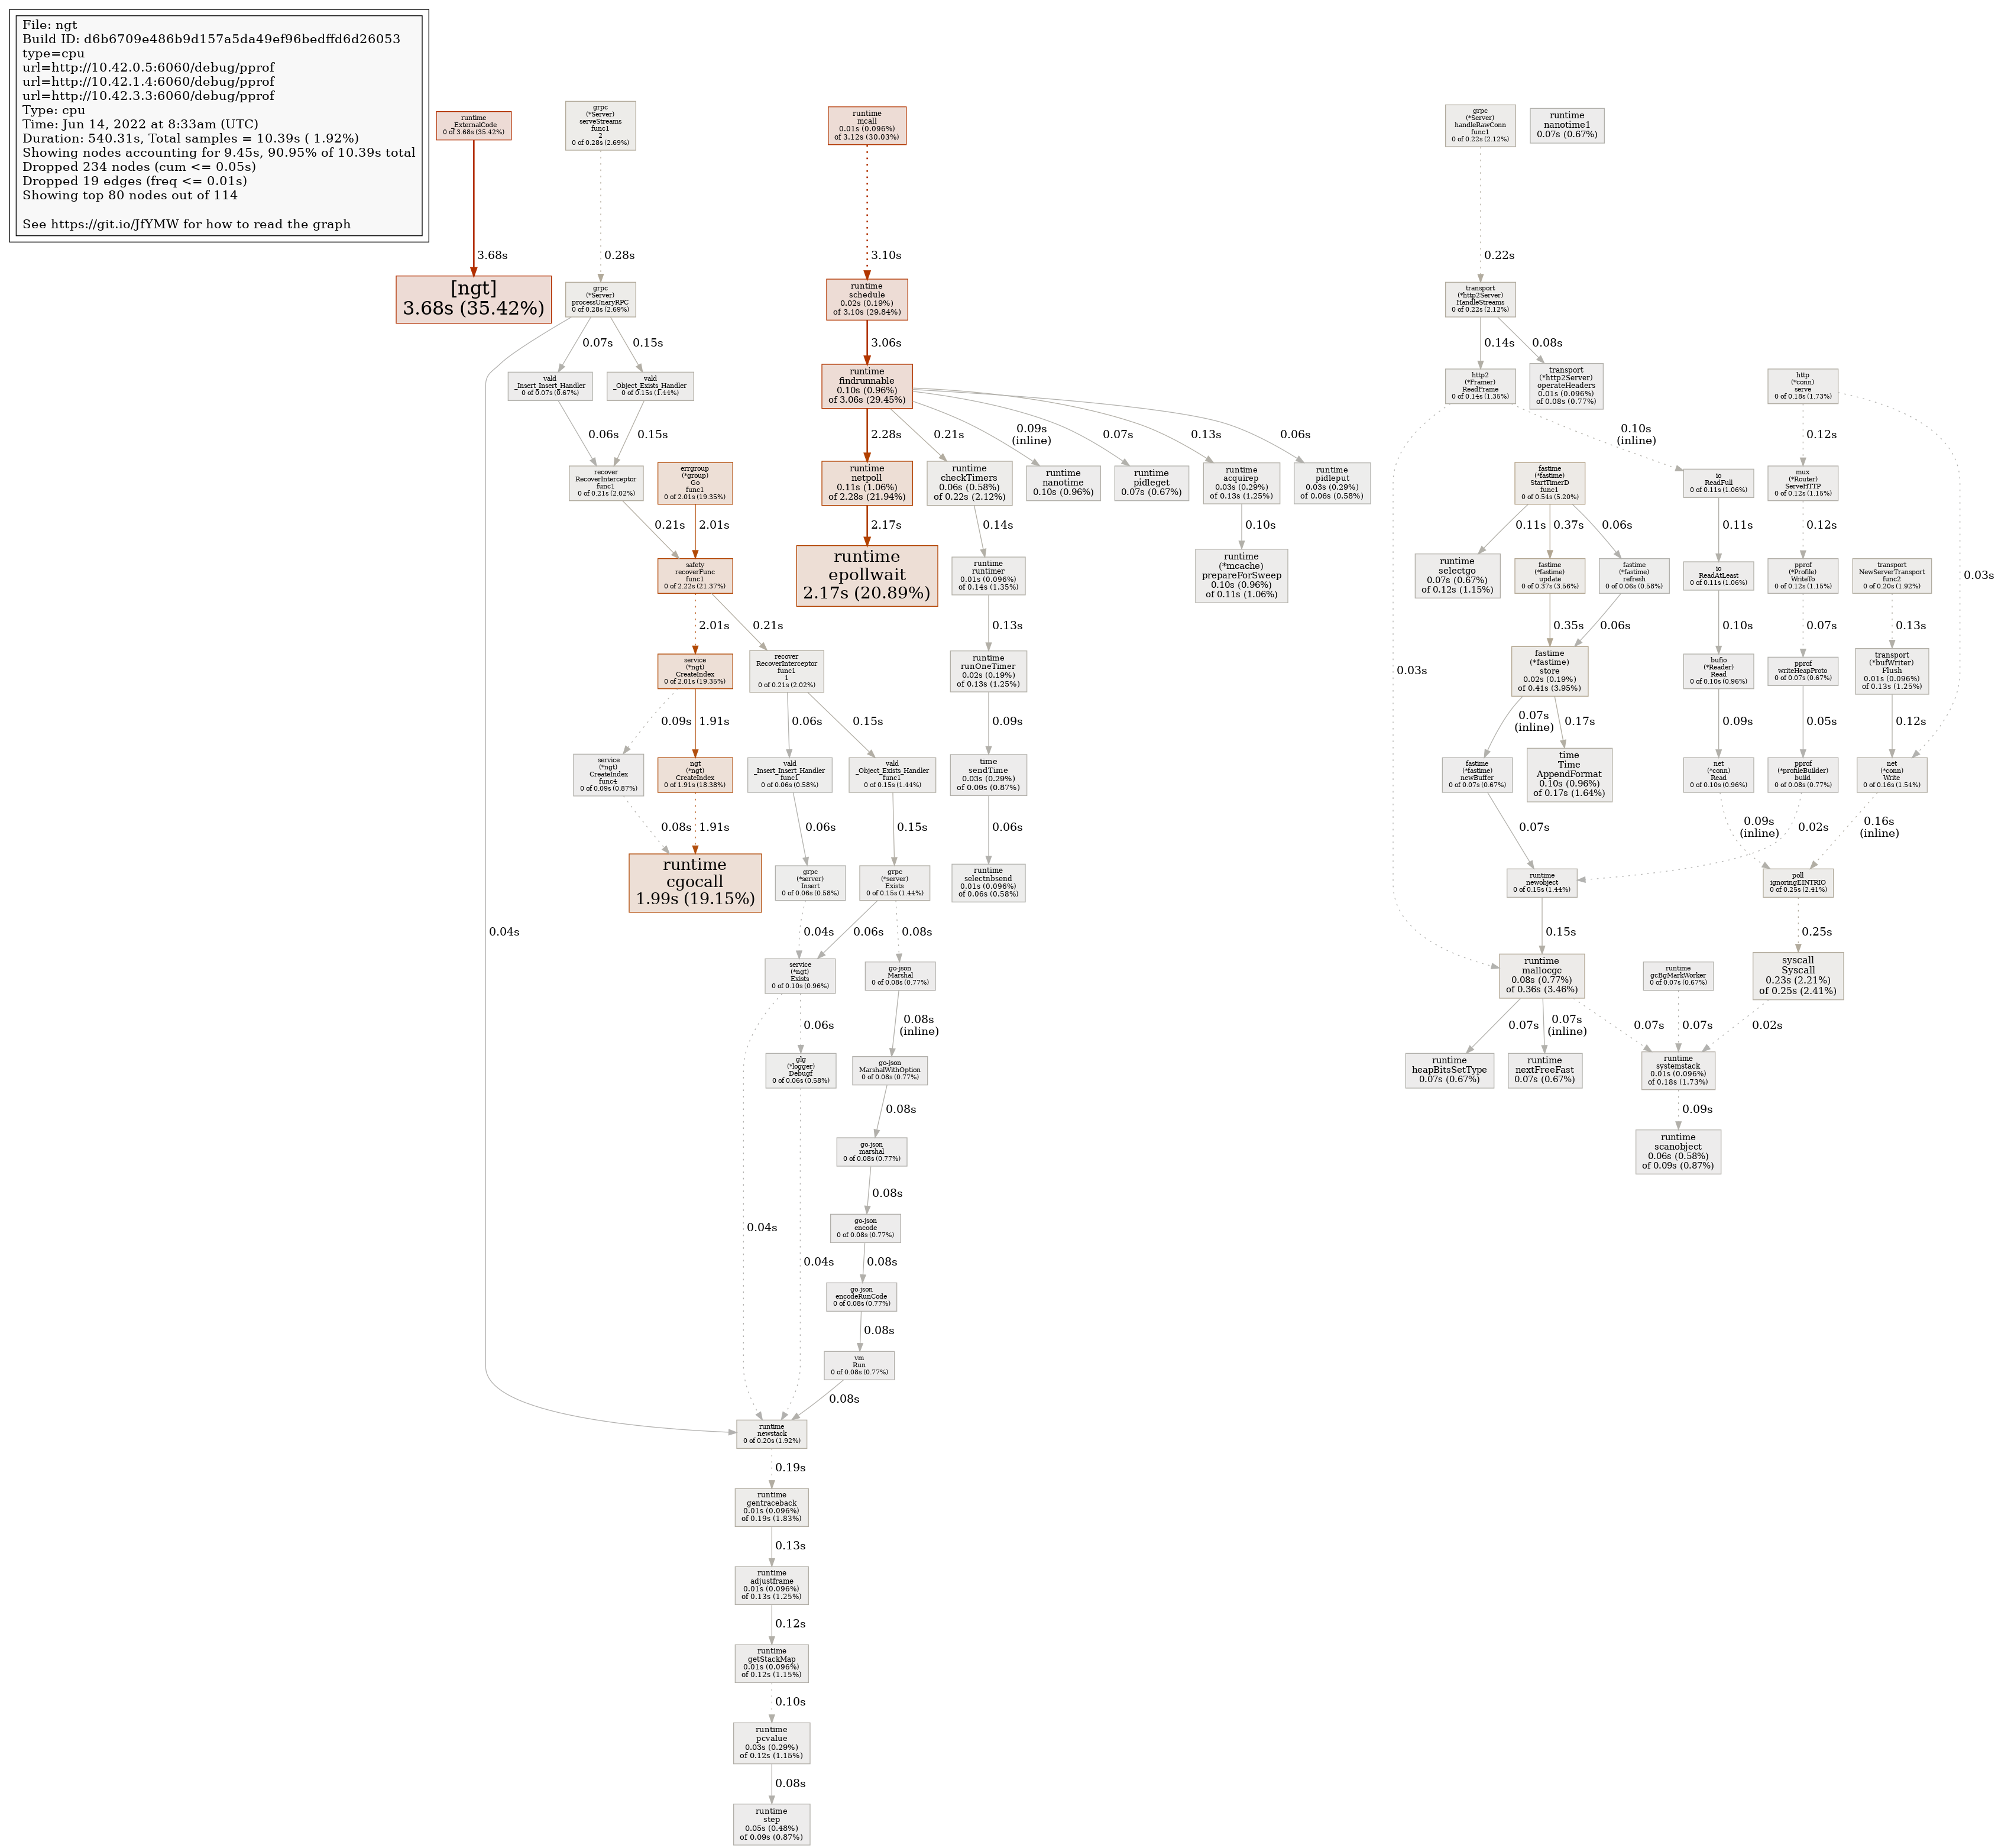 File: ngt
Build ID: d6b6709e486b9d157a5da49ef96bedffd6d26053
type=cpu
url=http://10.42.0.5:6060/debug/pprof
url=http://10.42.1.4:6060/debug/pprof
url=http://10.42.3.3:6060/debug/pprof
Type: cpu
Time: Jun 14, 2022 at 8:33am (UTC)
Duration: 540.31s, Total samples = 10.39s ( 1.92%)
Showing nodes accounting for 9.45s, 90.95% of 10.39s total
Dropped 234 nodes (cum <= 0.05s)
Dropped 19 edges (freq <= 0.01s)
Showing top 80 nodes out of 114
See https://git.io/JfYMW for how to read the graph
runtime
_ExternalCode
0 of 3.68s (35.42%)
3.68s
[ngt]
3.68s (35.42%)
grpc
(*Server)
serveStreams
func1
2
0 of 0.28s (2.69%)
0.28s
grpc
(*Server)
processUnaryRPC
0 of 0.28s (2.69%)
0.07s
0.15s
0.04s
vald
_Insert_Insert_Handler
0 of 0.07s (0.67%)
vald
_Object_Exists_Handler
0 of 0.15s (1.44%)
0.06s
0.15s
recover
RecoverInterceptor
func1
0 of 0.21s (2.02%)
errgroup
(*group)
Go
func1
0 of 2.01s (19.35%)
0.21s
2.01s
safety
recoverFunc
func1
0 of 2.22s (21.37%)
2.01s
0.21s
service
(*ngt)
CreateIndex
0 of 2.01s (19.35%)
recover
RecoverInterceptor
func1
1
0 of 0.21s (2.02%)
0.09s
1.91s
0.06s
0.15s
service
(*ngt)
CreateIndex
func4
0 of 0.09s (0.87%)
ngt
(*ngt)
CreateIndex
0 of 1.91s (18.38%)
vald
_Insert_Insert_Handler
func1
0 of 0.06s (0.58%)
vald
_Object_Exists_Handler
func1
0 of 0.15s (1.44%)
0.08s
1.91s
0.06s
0.15s
runtime
cgocall
1.99s (19.15%)
grpc
(*server)
Insert
0 of 0.06s (0.58%)
grpc
(*server)
Exists
0 of 0.15s (1.44%)
0.04s
0.06s
0.08s
service
(*ngt)
Exists
0 of 0.10s (0.96%)
go-json
Marshal
0 of 0.08s (0.77%)
0.04s
0.06s
0.08s
(inline)
glg
(*logger)
Debugf
0 of 0.06s (0.58%)
go-json
MarshalWithOption
0 of 0.08s (0.77%)
0.04s
0.08s
go-json
marshal
0 of 0.08s (0.77%)
0.08s
go-json
encode
0 of 0.08s (0.77%)
0.08s
go-json
encodeRunCode
0 of 0.08s (0.77%)
0.08s
vm
Run
0 of 0.08s (0.77%)
0.08s
runtime
newstack
0 of 0.20s (1.92%)
0.19s
runtime
gentraceback
0.01s (0.096%)
of 0.19s (1.83%)
0.13s
runtime
adjustframe
0.01s (0.096%)
of 0.13s (1.25%)
0.12s
runtime
getStackMap
0.01s (0.096%)
of 0.12s (1.15%)
0.10s
runtime
pcvalue
0.03s (0.29%)
of 0.12s (1.15%)
0.08s
runtime
step
0.05s (0.48%)
of 0.09s (0.87%)
runtime
mcall
0.01s (0.096%)
of 3.12s (30.03%)
3.10s
runtime
schedule
0.02s (0.19%)
of 3.10s (29.84%)
3.06s
runtime
findrunnable
0.10s (0.96%)
of 3.06s (29.45%)
2.28s
0.21s
0.09s
(inline)
0.07s
0.13s
0.06s
runtime
netpoll
0.11s (1.06%)
of 2.28s (21.94%)
runtime
checkTimers
0.06s (0.58%)
of 0.22s (2.12%)
runtime
nanotime
0.10s (0.96%)
runtime
pidleget
0.07s (0.67%)
runtime
acquirep
0.03s (0.29%)
of 0.13s (1.25%)
runtime
pidleput
0.03s (0.29%)
of 0.06s (0.58%)
2.17s
0.14s
0.10s
runtime
epollwait
2.17s (20.89%)
runtime
runtimer
0.01s (0.096%)
of 0.14s (1.35%)
runtime
(*mcache)
prepareForSweep
0.10s (0.96%)
of 0.11s (1.06%)
0.13s
runtime
runOneTimer
0.02s (0.19%)
of 0.13s (1.25%)
0.09s
time
sendTime
0.03s (0.29%)
of 0.09s (0.87%)
0.06s
runtime
selectnbsend
0.01s (0.096%)
of 0.06s (0.58%)
grpc
(*Server)
handleRawConn
func1
0 of 0.22s (2.12%)
runtime
nanotime1
0.07s (0.67%)
0.22s
transport
(*http2Server)
HandleStreams
0 of 0.22s (2.12%)
0.14s
0.08s
http2
(*Framer)
ReadFrame
0 of 0.14s (1.35%)
transport
(*http2Server)
operateHeaders
0.01s (0.096%)
of 0.08s (0.77%)
http
(*conn)
serve
0 of 0.18s (1.73%)
0.03s
0.10s
(inline)
0.12s
0.03s
fastime
(*fastime)
StartTimerD
func1
0 of 0.54s (5.20%)
io
ReadFull
0 of 0.11s (1.06%)
mux
(*Router)
ServeHTTP
0 of 0.12s (1.15%)
0.11s
0.37s
0.06s
0.11s
0.12s
runtime
selectgo
0.07s (0.67%)
of 0.12s (1.15%)
fastime
(*fastime)
update
0 of 0.37s (3.56%)
fastime
(*fastime)
refresh
0 of 0.06s (0.58%)
io
ReadAtLeast
0 of 0.11s (1.06%)
pprof
(*Profile)
WriteTo
0 of 0.12s (1.15%)
transport
NewServerTransport
func2
0 of 0.20s (1.92%)
0.35s
0.06s
0.10s
0.07s
0.13s
fastime
(*fastime)
store
0.02s (0.19%)
of 0.41s (3.95%)
bufio
(*Reader)
Read
0 of 0.10s (0.96%)
pprof
writeHeapProto
0 of 0.07s (0.67%)
transport
(*bufWriter)
Flush
0.01s (0.096%)
of 0.13s (1.25%)
0.07s
(inline)
0.17s
0.09s
0.05s
0.12s
fastime
(*fastime)
newBuffer
0 of 0.07s (0.67%)
time
Time
AppendFormat
0.10s (0.96%)
of 0.17s (1.64%)
net
(*conn)
Read
0 of 0.10s (0.96%)
pprof
(*profileBuilder)
build
0 of 0.08s (0.77%)
net
(*conn)
Write
0 of 0.16s (1.54%)
0.07s
0.09s
(inline)
0.02s
0.16s
(inline)
runtime
newobject
0 of 0.15s (1.44%)
poll
ignoringEINTRIO
0 of 0.25s (2.41%)
0.15s
0.25s
runtime
mallocgc
0.08s (0.77%)
of 0.36s (3.46%)
runtime
gcBgMarkWorker
0 of 0.07s (0.67%)
syscall
Syscall
0.23s (2.21%)
of 0.25s (2.41%)
0.07s
0.07s
(inline)
0.07s
0.07s
0.02s
runtime
heapBitsSetType
0.07s (0.67%)
runtime
nextFreeFast
0.07s (0.67%)
runtime
systemstack
0.01s (0.096%)
of 0.18s (1.73%)
0.09s
runtime
scanobject
0.06s (0.58%)
of 0.09s (0.87%)